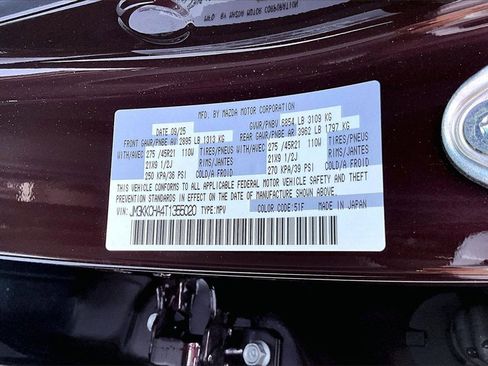 MFD. BY MAZDA MOTOR CORPORATION
DATE: 09/25 GVWR/PNBV 6854 LB 3109 KG
FRONT GAWR/PNBE AV 2895 LB 1313 KG REAR GAWR/PNBE AR 3962 LB 1797 KG
WITH/AVEC 275 /45R21 110W TIRES/PNEUS WITH/AVEC 275 /45R21 110W TIRES/PNEUS
21X9 1/2J RIMS/JANTES 21X9 1/2J RIMS/JANTES
250 KPA/36 PSI COLD/A FROID 270 KPA/39 PSI COLD/A FROID
THIS VEHICLE CONFORMS TO ALL APPLICABLE FEDERAL MOTOR VEHICLE SAFETY AND THEFT PREVENTION
STANDARDS IN EFFECT ON THE DATE OF MANUFACTURE SHOWN ABOVE.
VIN: JM3KKCHA4T1355020 TYPE: MPV COLOR CODE: 51F MADE IN JAPAN